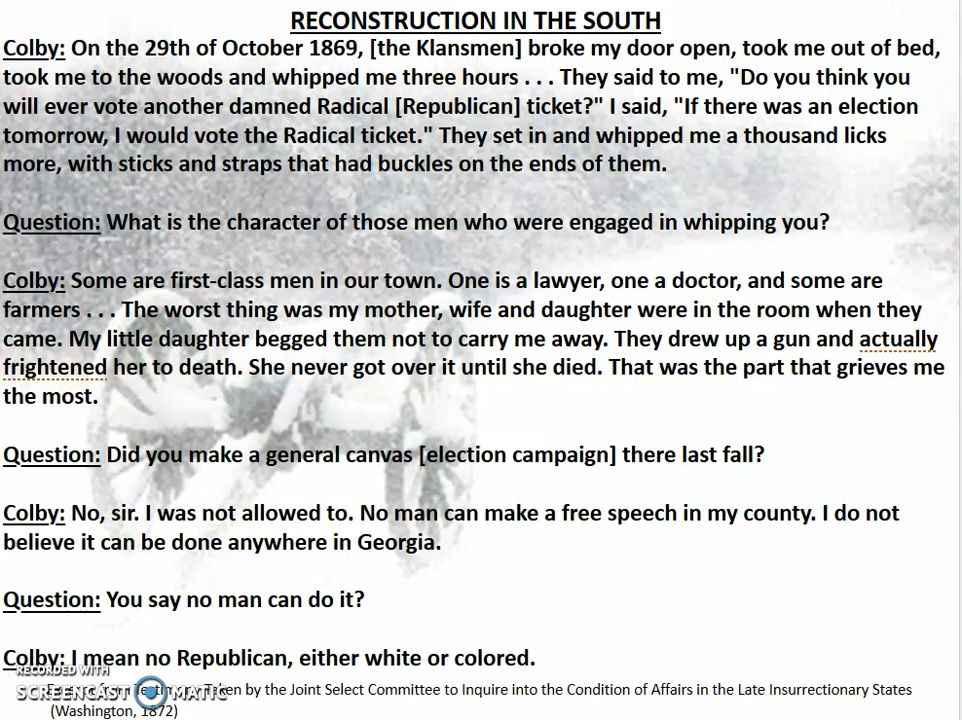 RECONSTRUCTION IN THE SOUTH
Colby: On the 29th of October 1869, [the Klansmen] broke my door open, took me out of bed,
took me to the woods and whipped me three hours . . . They said to me, "Do you think you
will ever vote another damned Radical [Republican] ticket?" I said, "If there was an election
tomorrow, I would vote the Radical ticket." They set in and whipped me a thousand licks
more, with sticks and straps that had buckles on the ends of them.
Question: What is the character of those men who were engaged in whipping you?
Colby: Some are first-class men in our town. One is a lawyer, one a doctor, and some are
farmers . . . The worst thing was my mother, wife and daughter were in the room when they
came. My little daughter begged them not to carry me away. They drew up a gun and actually
frightened her to death. She never got over it until she died. That was the part that grieves me
the most.
Question: Did you make a general canvas [election campaign] there last fall?
Colby: No, sir. I was not allowed to. No man can make a free speech in my county. I do not
believe it can be done anywhere in Georgia.
Question: You say no man can do it?
Colby: I mean no Republican, either white or colored.
RECORDED WITH
SCREENCAST MATIC
Taken by the Joint Select Committee to Inquire into the Condition of Affairs in the Late Insurrectionary States
(Washington, 1872)